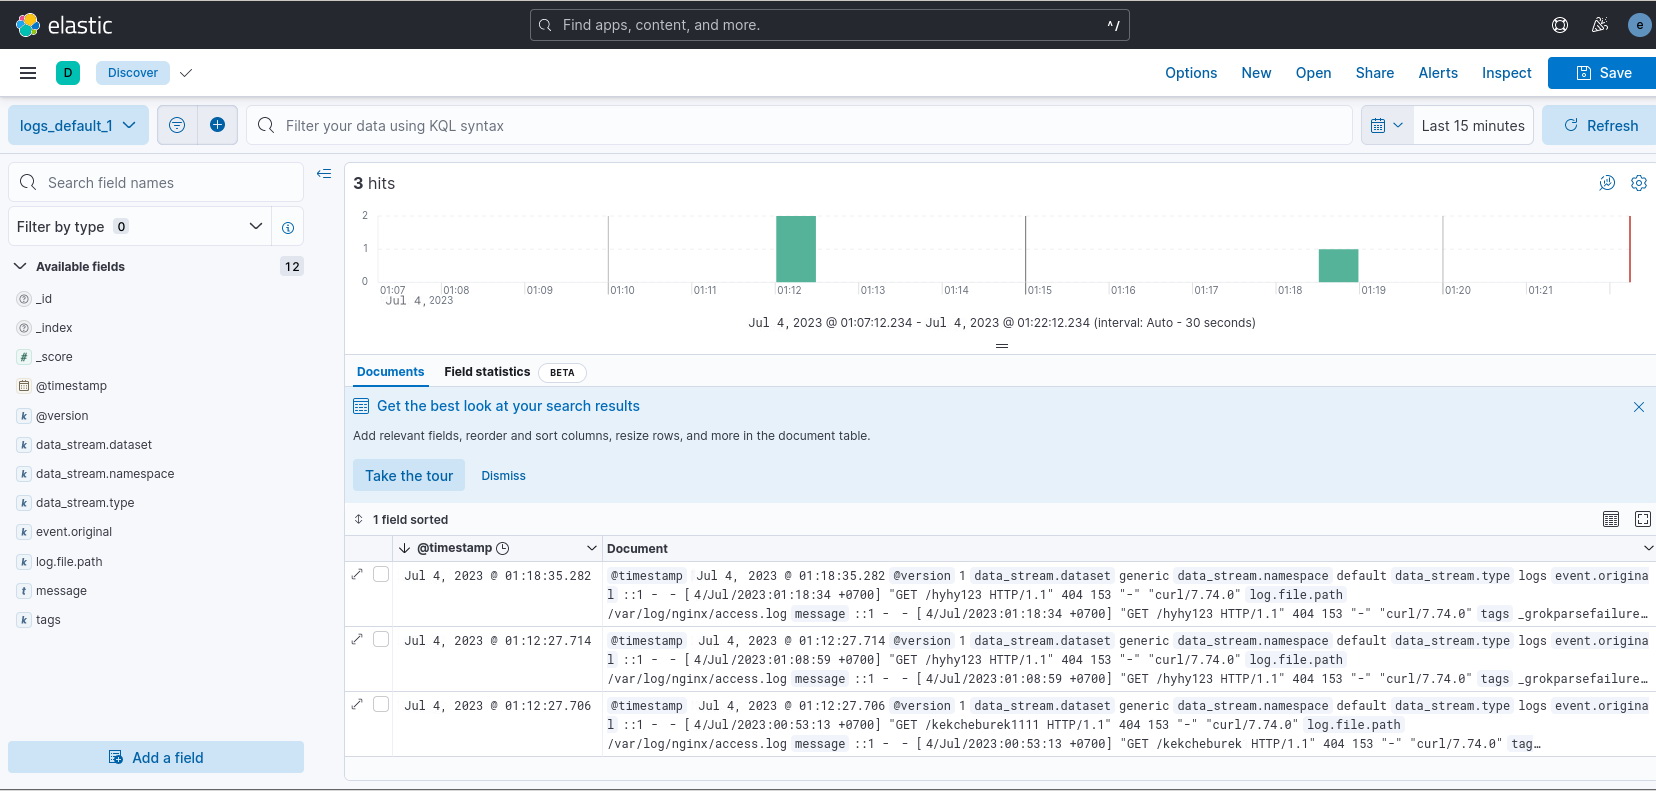 elastic
Find apps, content, and more.
^/
e
D
Discover
Options New Open Share Alerts Inspect Save
logs_default_1
Filter your data using KQL syntax
Last 15 minutes
Refresh
Search field names
Filter by type 0
Available fields 12
_id
_index
_score
@timestamp
@version
data_stream.dataset
data_stream.namespace
data_stream.type
event.original
log.file.path
message
tags
Add a field
3 hits
2
1
0
01:07 01:08 01:09 01:10 01:11 01:12 01:13 01:14 01:15 01:16 01:17 01:18 01:19 01:20 01:21
Jul 4, 2023
Jul 4, 2023 @ 01:07:12.234 - Jul 4, 2023 @ 01:22:12.234 (interval: Auto - 30 seconds)
Documents Field statistics BETA
Get the best look at your search results
Add relevant fields, reorder and sort columns, resize rows, and more in the document table.
Take the tour Dismiss
1 field sorted
@timestamp Document
Jul 4, 2023 @ 01:18:35.282 @timestamp Jul 4, 2023 @ 01:18:35.282 @version 1 data_stream.dataset generic data_stream.namespace default data_stream.type logs event.origina
l ::1 - - [4/Jul/2023:01:18:34 +0700] "GET /hyhy123 HTTP/1.1" 404 153 "-" "curl/7.74.0" log.file.path
/var/log/nginx/access.log message ::1 - - [4/Jul/2023:01:18:34 +0700] "GET /hyhy123 HTTP/1.1" 404 153 "-" "curl/7.74.0" tags _grokparsefailure…
Jul 4, 2023 @ 01:12:27.714 @timestamp Jul 4, 2023 @ 01:12:27.714 @version 1 data_stream.dataset generic data_stream.namespace default data_stream.type logs event.origina
l ::1 - - [4/Jul/2023:01:08:59 +0700] "GET /hyhy123 HTTP/1.1" 404 153 "-" "curl/7.74.0" log.file.path
/var/log/nginx/access.log message ::1 - - [4/Jul/2023:01:08:59 +0700] "GET /hyhy123 HTTP/1.1" 404 153 "-" "curl/7.74.0" tags _grokparsefailure…
Jul 4, 2023 @ 01:12:27.706 @timestamp Jul 4, 2023 @ 01:12:27.706 @version 1 data_stream.dataset generic data_stream.namespace default data_stream.type logs event.origina
l ::1 - - [4/Jul/2023:00:53:13 +0700] "GET /kekcheburek1111 HTTP/1.1" 404 153 "-" "curl/7.74.0" log.file.path
/var/log/nginx/access.log message ::1 - - [4/Jul/2023:00:53:13 +0700] "GET /kekcheburek HTTP/1.1" 404 153 "-" "curl/7.74.0" tag…